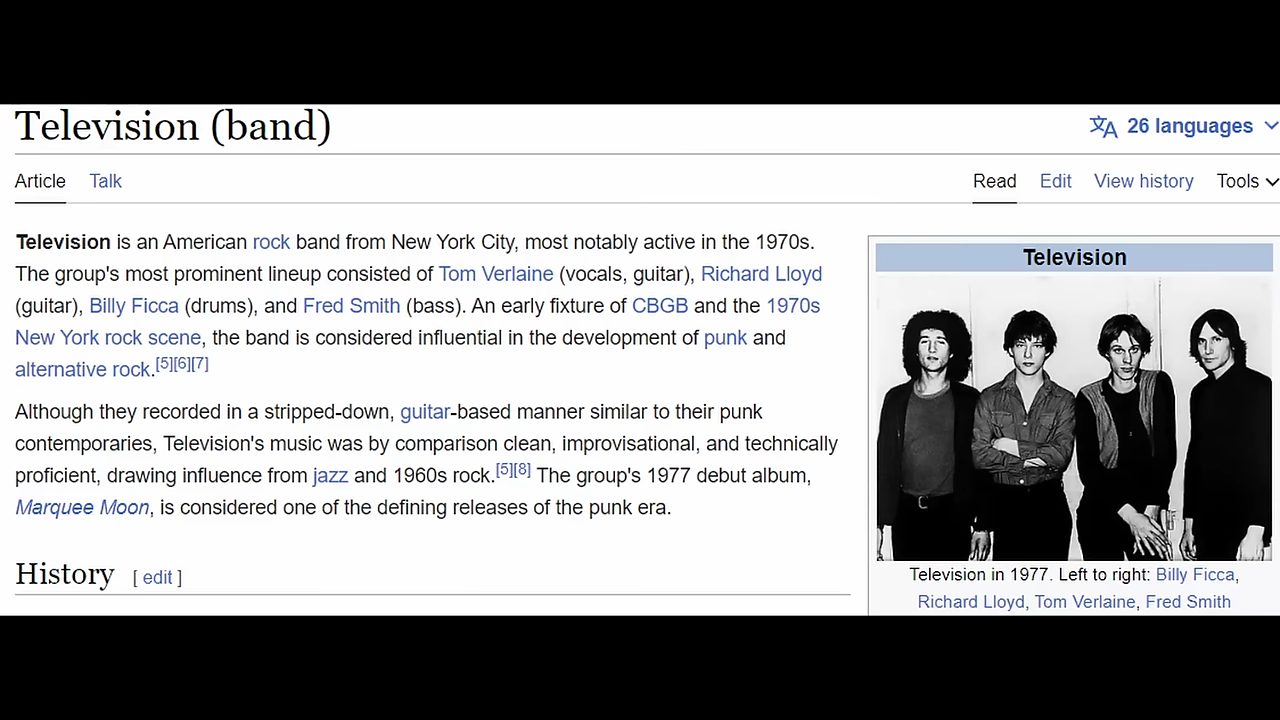 Television (band)
26 languages
Article Talk
Read Edit View history Tools
Television is an American rock band from New York City, most notably active in the 1970s.
The group's most prominent lineup consisted of Tom Verlaine (vocals, guitar), Richard Lloyd
(guitar), Billy Ficca (drums), and Fred Smith (bass). An early fixture of CBGB and the 1970s
New York rock scene, the band is considered influential in the development of punk and
alternative rock.[5][6][7]
Although they recorded in a stripped-down, guitar-based manner similar to their punk
contemporaries, Television's music was by comparison clean, improvisational, and technically
proficient, drawing influence from jazz and 1960s rock.[5][8] The group's 1977 debut album,
Marquee Moon, is considered one of the defining releases of the punk era.
History [ edit ]
Television
Television in 1977. Left to right: Billy Ficca,
Richard Lloyd, Tom Verlaine, Fred Smith